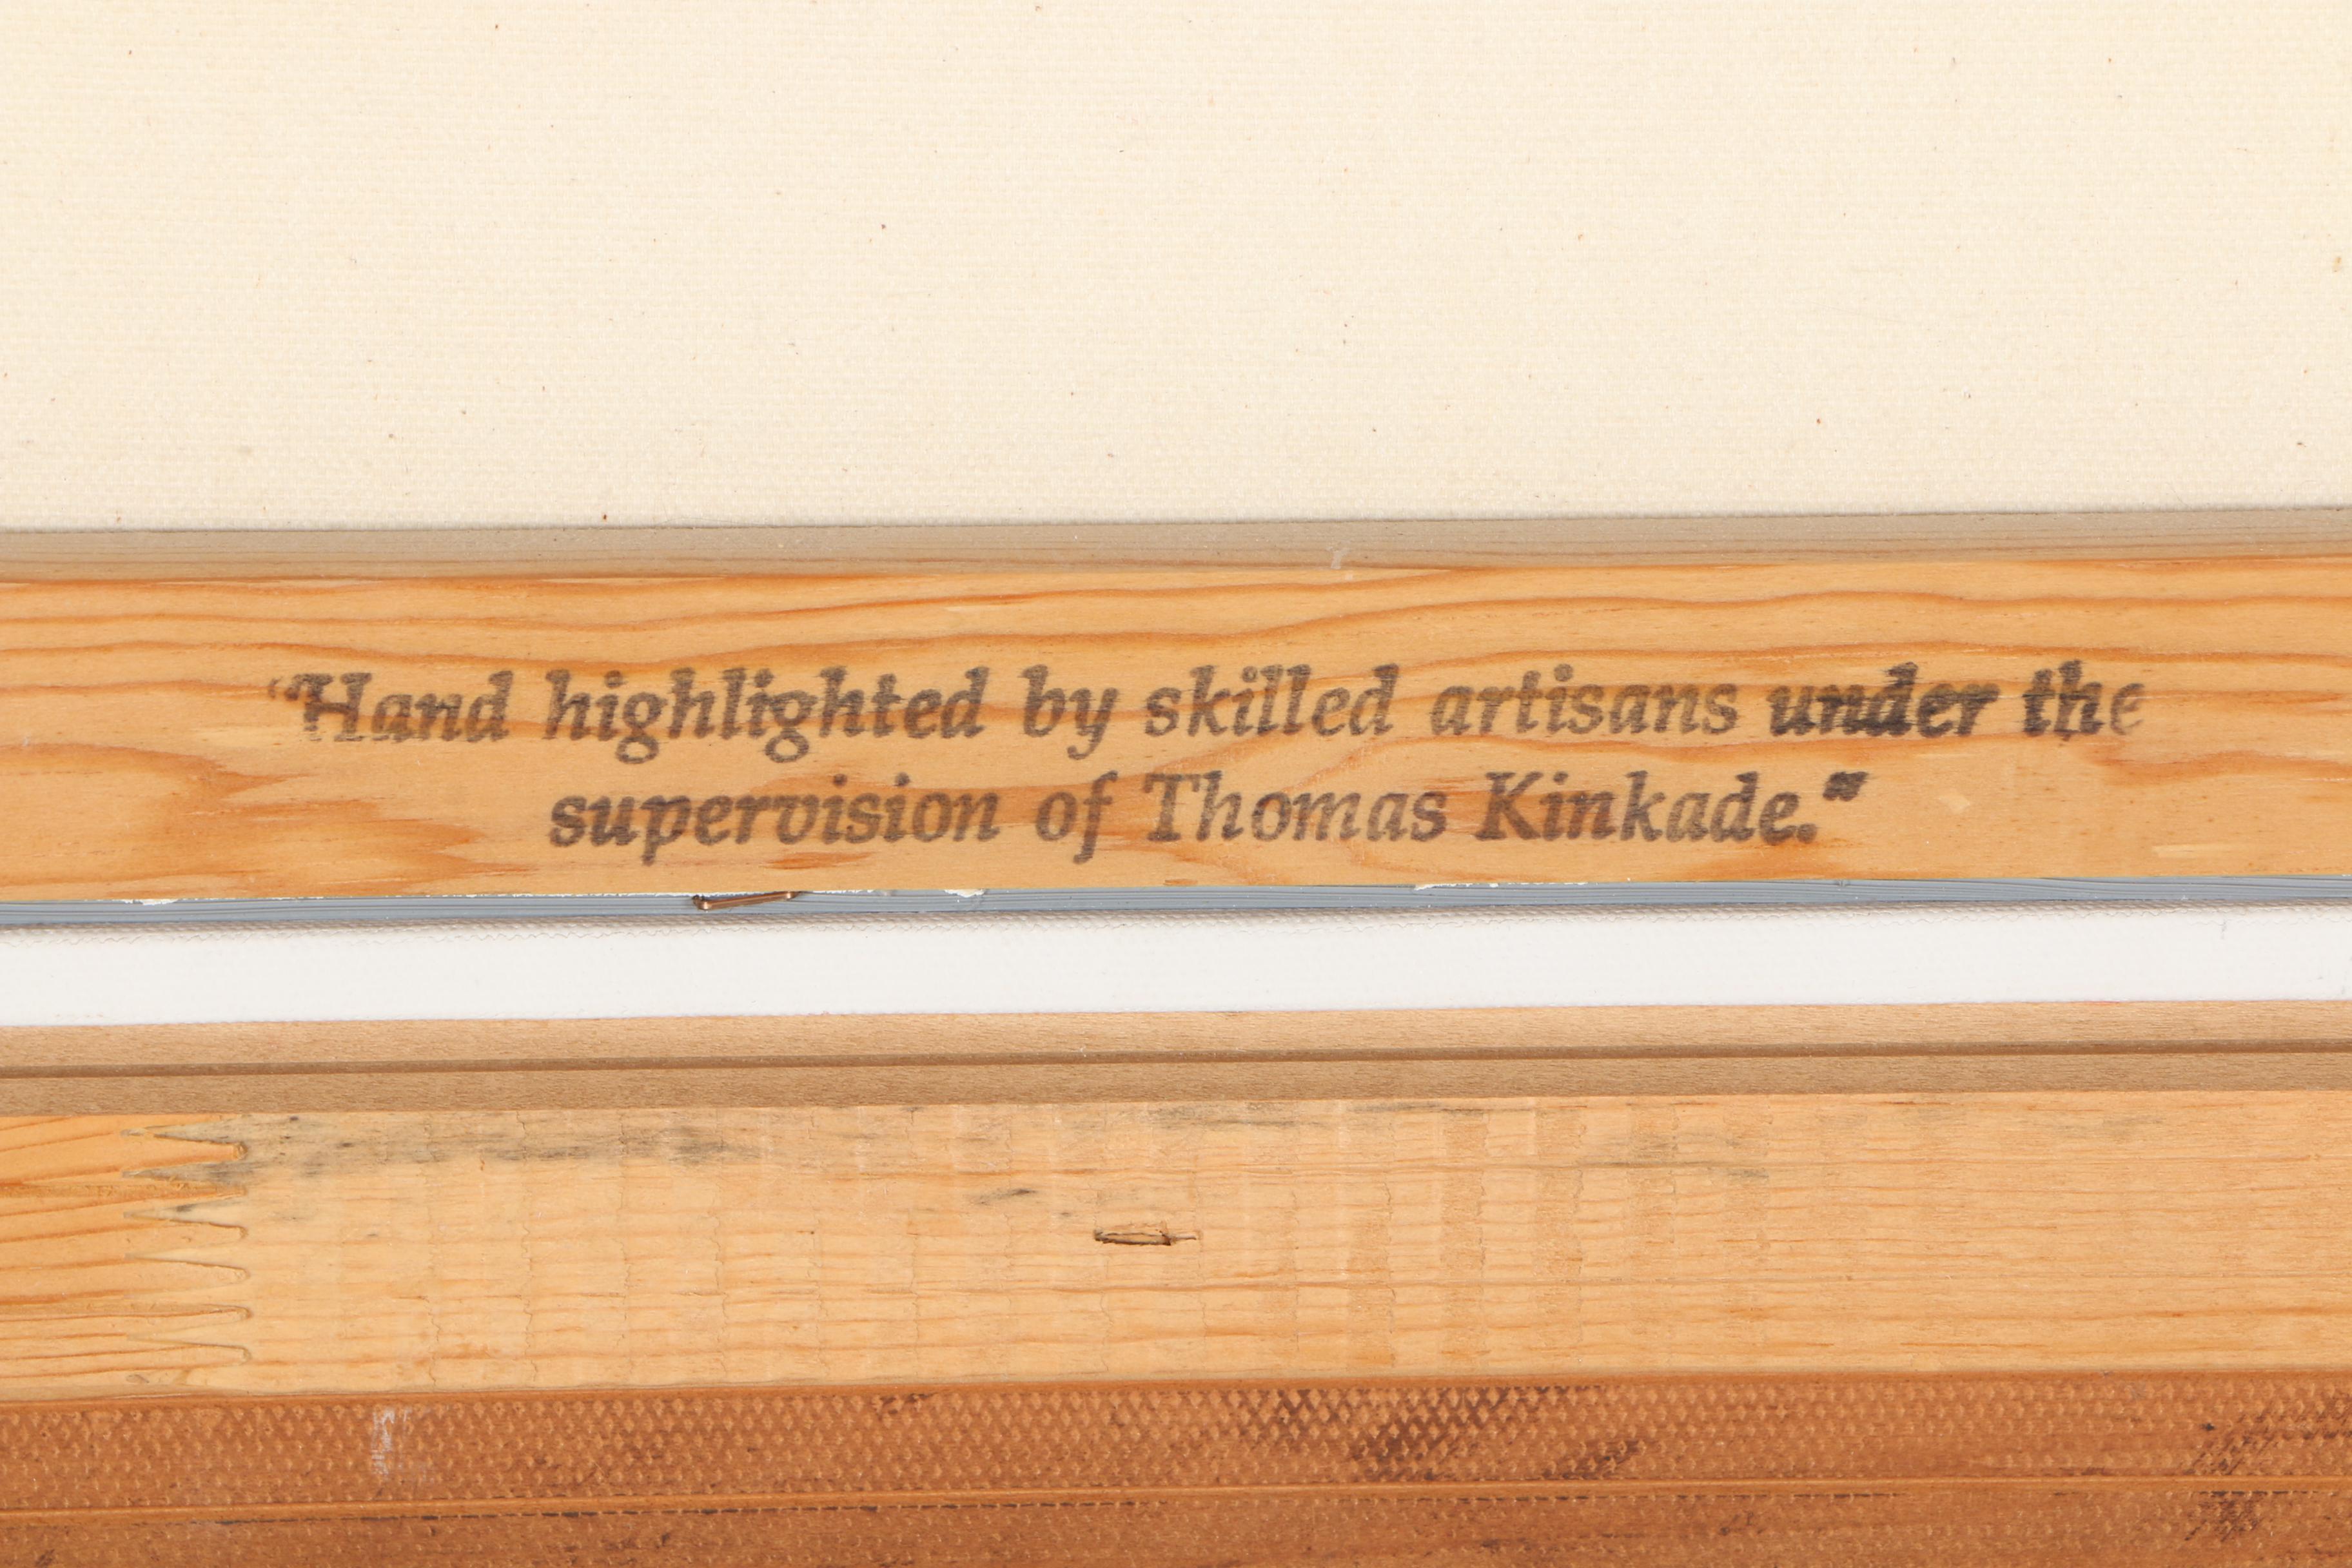 "Hand highlighted by skilled artisans under the
supervision of Thomas Kinkade."